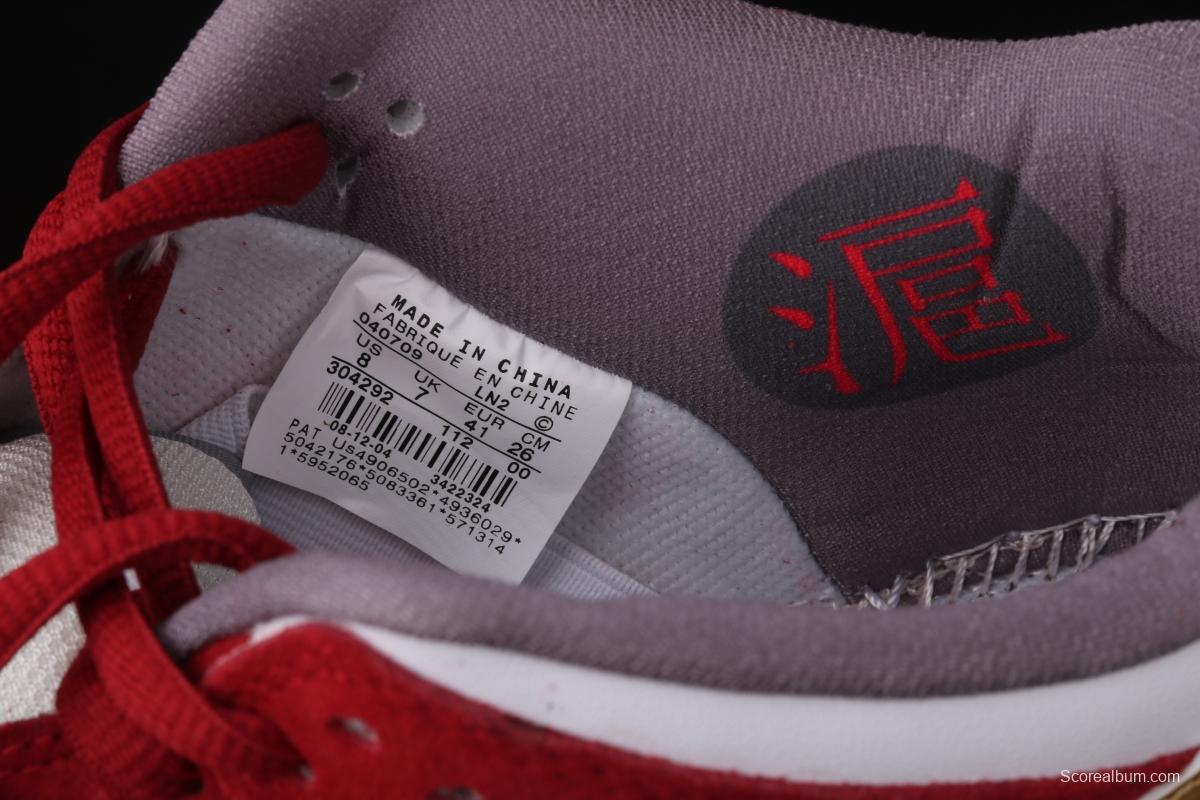 滬
MADE IN CHINA
FABRIQUE EN CHINE
040709 LN2 ©
US UK EUR CM
8 7 41 26
304292 112 00
08-12-04 3422324
PAT US4906502*4936029*
5042176*5083361*571314
1*5952065
Scorealbum.com